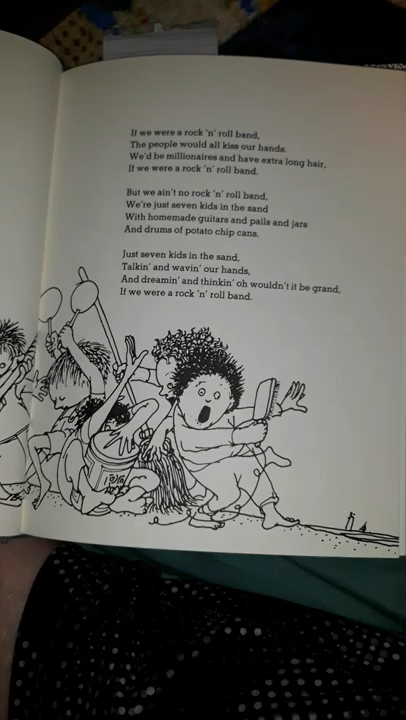 If we were a rock 'n' roll band,
The people would all kiss our hands.
We'd be millionaires and have extra long hair,
If we were a rock 'n' roll band.
But we ain't no rock 'n' roll band,
We're just seven kids in the sand
With homemade guitars and pails and jars
And drums of potato chip cans.
Just seven kids in the sand,
Talkin' and wavin' our hands,
And dreamin' and thinkin' oh wouldn't it be grand,
If we were a rock 'n' roll band.